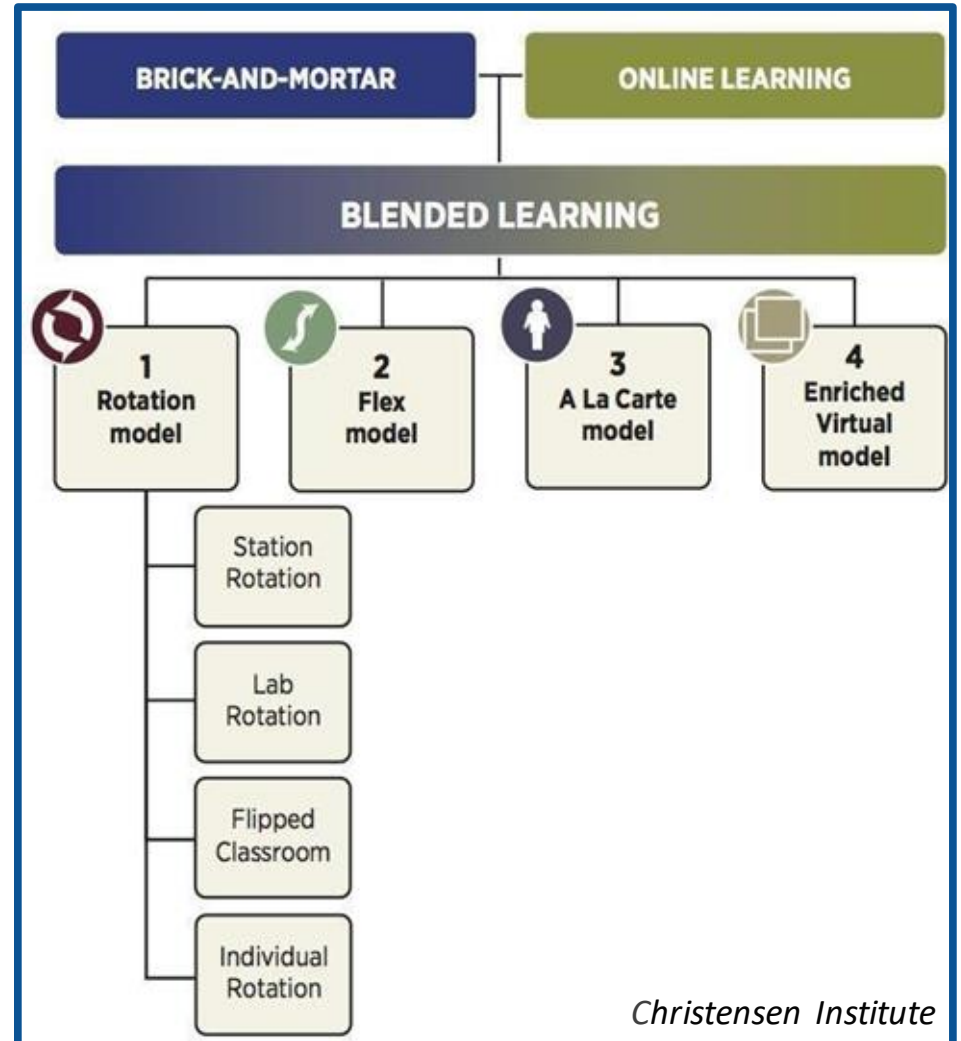 BRICK-AND-MORTAR
ONLINE LEARNING
BLENDED LEARNING
1
Rotation
model
2
Flex
model
3
A La Carte
model
4
Enriched
Virtual
model
Station
Rotation
Lab
Rotation
Flipped
Classroom
Individual
Rotation
Christensen Institute